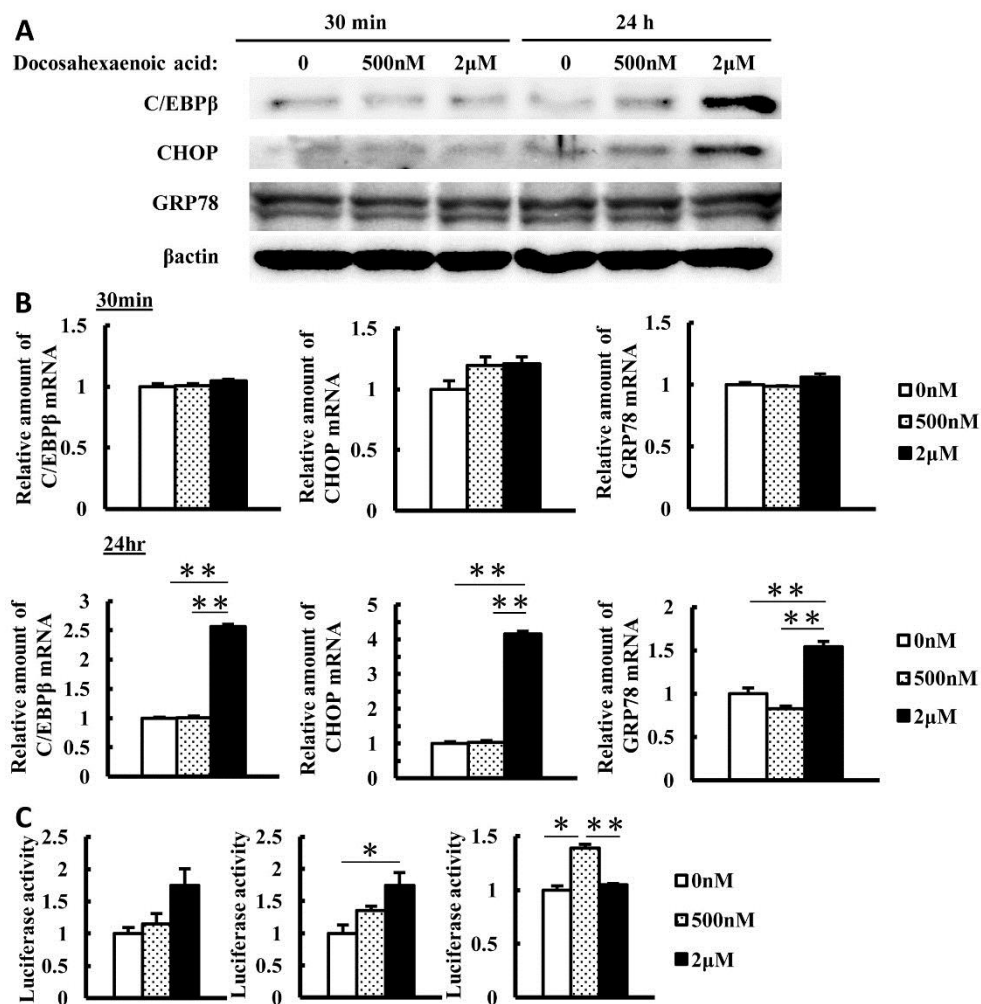 A
30 min
24 h
Docosahexaenoic acid:
0
500nM
2μM
0
500nM
2μM
C/EBPβ
CHOP
GRP78
βactin
B
30min
Relative amount of
C/EBPβ mRNA
1.5
1
0.5
0
Relative amount of
CHOP mRNA
1.5
1
0.5
0
Relative amount of
GRP78 mRNA
1.5
1
0.5
0
0nM
500nM
2μM
24hr
Relative amount of
C/EBPβ mRNA
3
2.5
2
1.5
1
0.5
0
**
**
Relative amount of
CHOP mRNA
5
4
3
2
1
0
**
**
Relative amount of
GRP78 mRNA
2
1.5
1
0.5
0
**
**
0nM
500nM
2μM
C
Luciferase activity
2.5
2
1.5
1
0.5
0
Luciferase activity
2.5
2
1.5
1
0.5
0
*
Luciferase activity
1.5
1
0.5
0
*
**
0nM
500nM
2μM